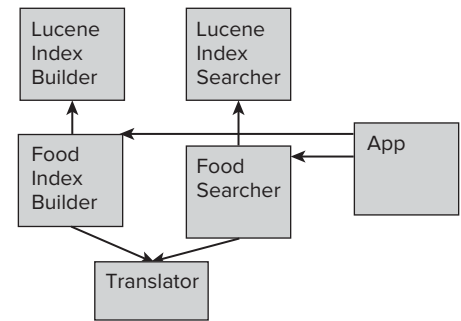 Lucene
Index
Builder
Lucene
Index
Searcher
Food
Index
Builder
Food
Searcher
App
Translator